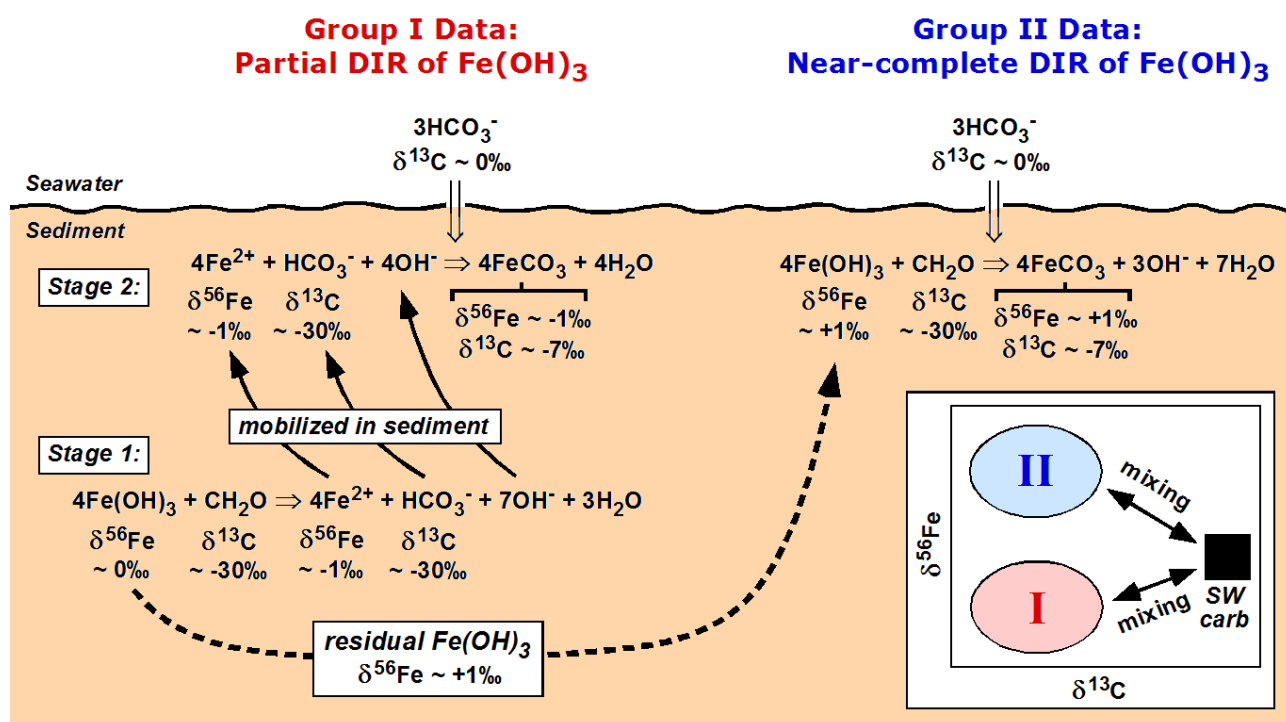 Group I Data:
Partial DIR of Fe(OH)₃
Group II Data:
Near-complete DIR of Fe(OH)₃
3HCO₃⁻
δ¹³C ~ 0‰
3HCO₃⁻
δ¹³C ~ 0‰
Seawater
Sediment
Stage 2:
4Fe²⁺ + HCO₃⁻ + 4OH⁻ ⇒ 4FeCO₃ + 4H₂O
δ⁵⁶Fe δ¹³C
~ -1‰ ~ -30‰
δ⁵⁶Fe ~ -1‰
δ¹³C ~ -7‰
4Fe(OH)₃ + CH₂O ⇒ 4FeCO₃ + 3OH⁻ + 7H₂O
δ⁵⁶Fe δ¹³C
~ +1‰ ~ -30‰
δ⁵⁶Fe ~ +1‰
δ¹³C ~ -7‰
mobilized in sediment
Stage 1:
4Fe(OH)₃ + CH₂O ⇒ 4Fe²⁺ + HCO₃⁻ + 7OH⁻ + 3H₂O
δ⁵⁶Fe δ¹³C δ⁵⁶Fe δ¹³C
~ 0‰ ~ -30‰ ~ -1‰ ~ -30‰
residual Fe(OH)₃
δ⁵⁶Fe ~ +1‰
δ⁵⁶Fe
II
mixing
I
mixing
SW
carb
δ¹³C